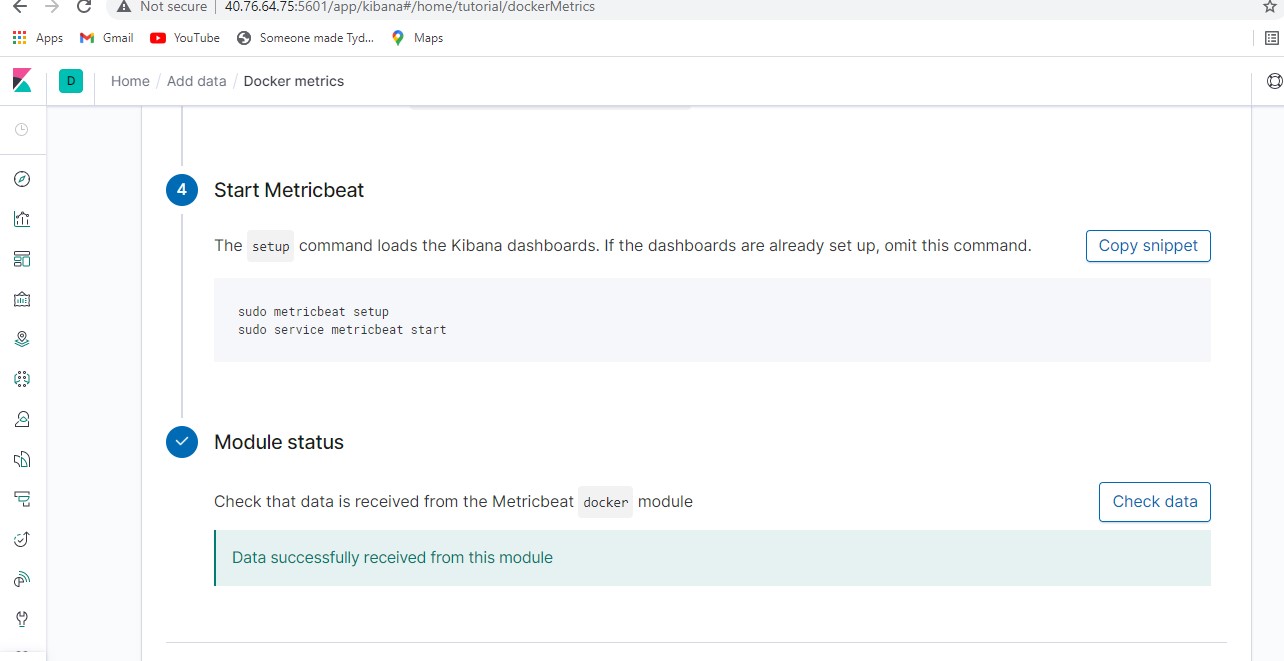 Not secure | 40.76.64.75:5601/app/kibana#/home/tutorial/dockerMetrics
Apps Gmail YouTube Someone made Tyd... Maps
D Home / Add data / Docker metrics
4 Start Metricbeat
The setup command loads the Kibana dashboards. If the dashboards are already set up, omit this command. Copy snippet
sudo metricbeat setup
sudo service metricbeat start
Module status
Check that data is received from the Metricbeat docker module Check data
Data successfully received from this module